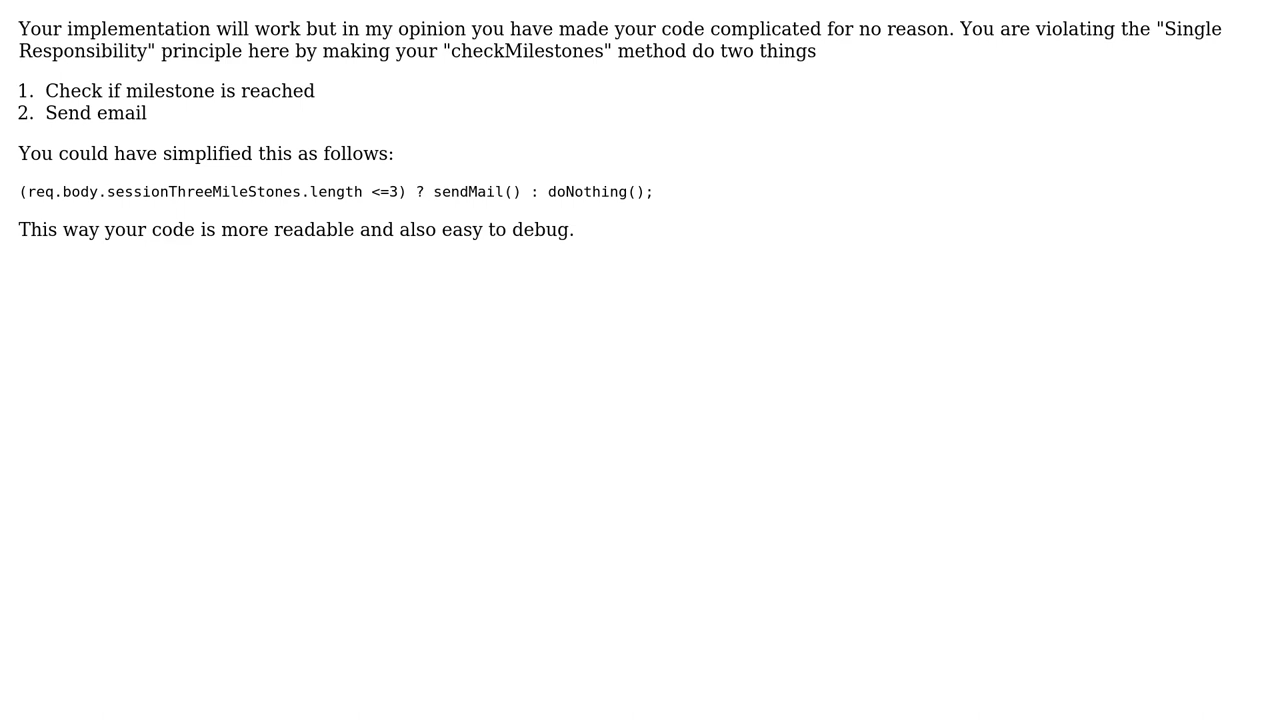 Your implementation will work but in my opinion you have made your code complicated for no reason. You are violating the "Single
Responsibility" principle here by making your "checkMilestones" method do two things
1. Check if milestone is reached
2. Send email
You could have simplified this as follows:
(req.body.sessionThreeMileStones.length <=3) ? sendMail() : doNothing();
This way your code is more readable and also easy to debug.